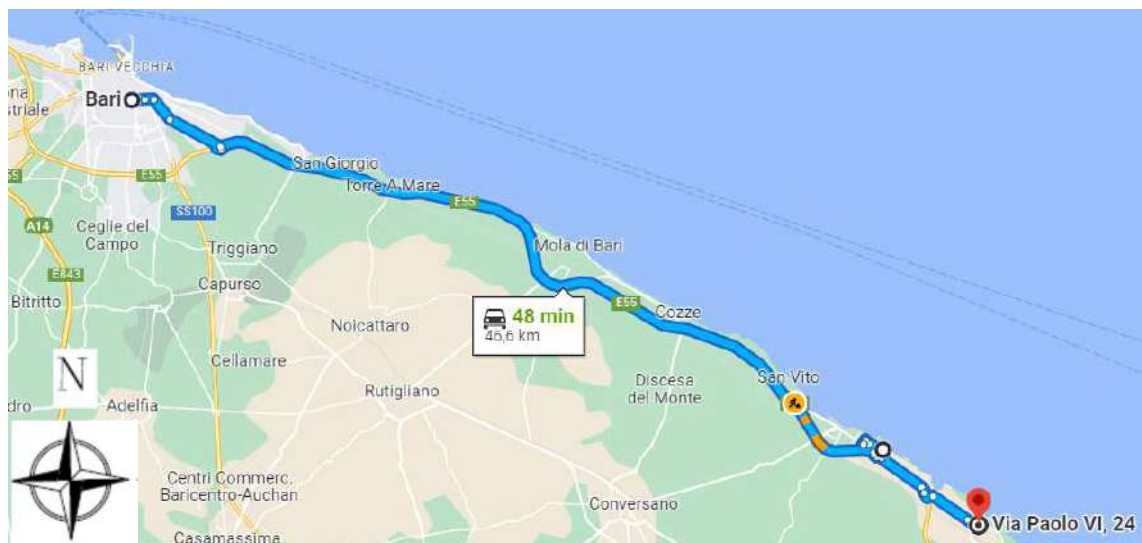 BARI VECCHIA
Bari
striale
San Giorgio
E55
Torre A Mare
E55
SS100
A14
Ceglie del
Campo
Triggiano
Mola di Bari
E843
Capurso
Bitritto
48 min
46,6 km
E55
Cozze
Noicattaro
N
Cellamare
San Vito
Discesa
del Monte
Rutigliano
dro
Adelfia
Centri Commerc.
Baricentro-Auchan
Conversano
Via Paolo VI, 24
Casamassima